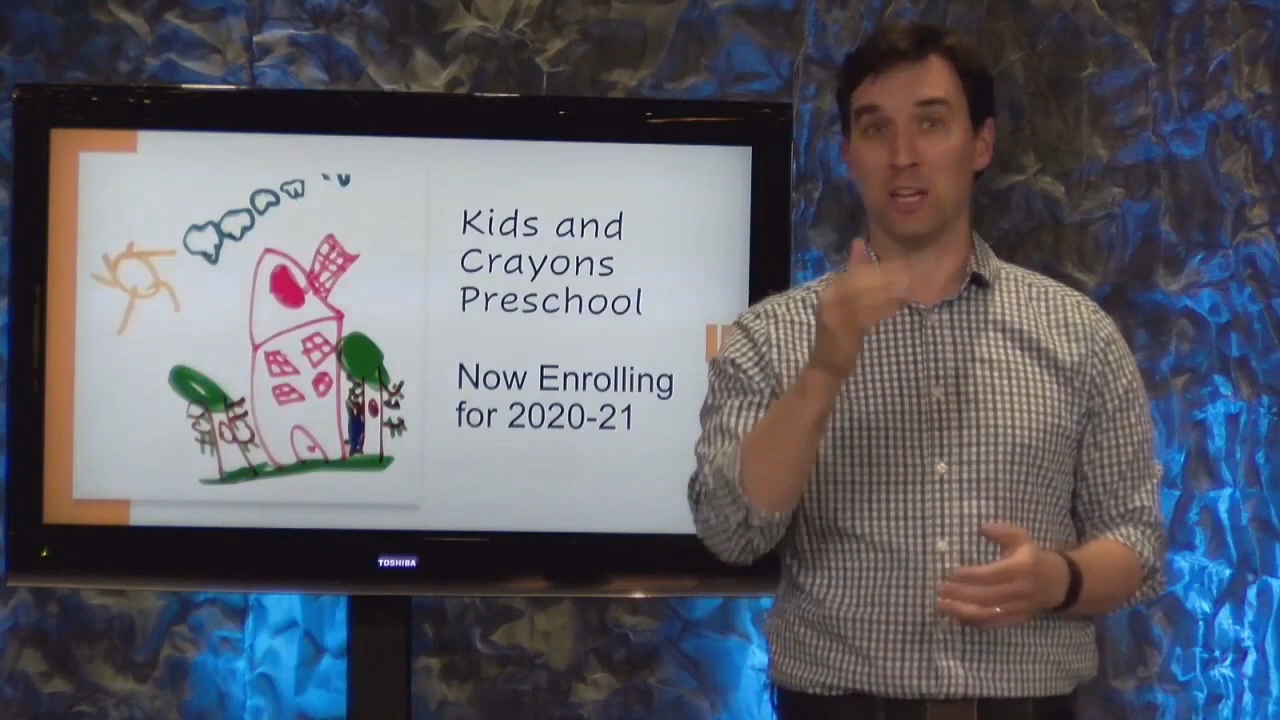 Kids and
Crayons
Preschool
Now Enrolling
for 2020-21
TOSHIBA